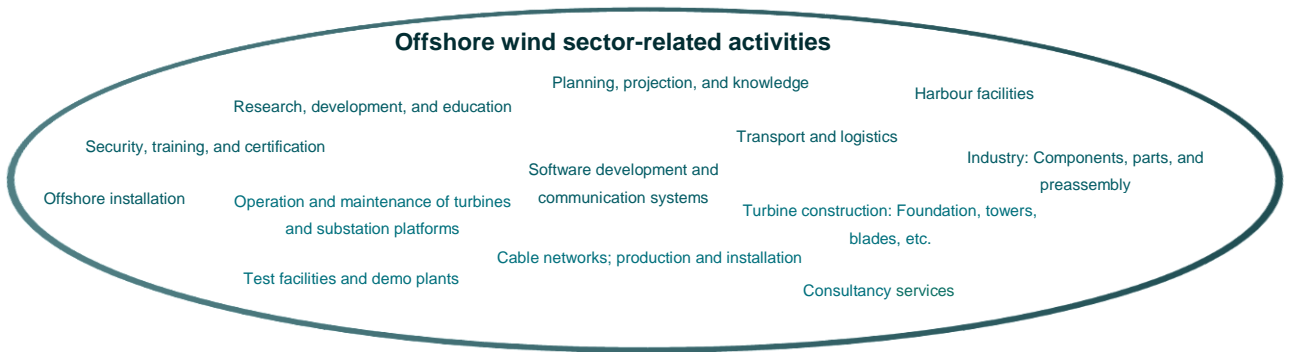 Offshore wind sector-related activities
Planning, projection, and knowledge
Harbour facilities
Research, development, and education
Transport and logistics
Security, training, and certification
Industry: Components, parts, and
preassembly
Software development and
communication systems
Offshore installation
Operation and maintenance of turbines
and substation platforms
Turbine construction: Foundation, towers,
blades, etc.
Cable networks; production and installation
Test facilities and demo plants
Consultancy services